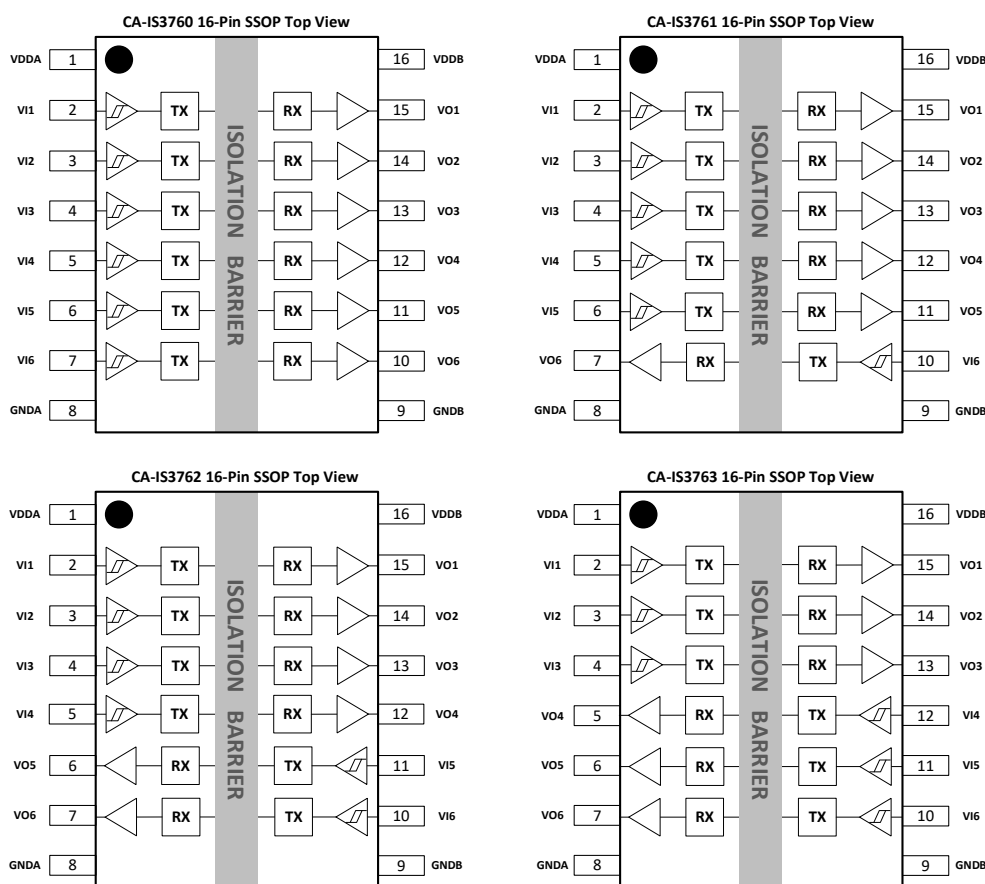 CA-IS3760 16-Pin SSOP Top View
VDDA 1 16 VDDB
VI1 2 TX RX 15 VO1
VI2 3 TX RX 14 VO2
VI3 4 TX RX 13 VO3
VI4 5 TX RX 12 VO4
VI5 6 TX RX 11 VO5
VI6 7 TX RX 10 VO6
GNDA 8 9 GNDB
ISOLATION BARRIER
CA-IS3761 16-Pin SSOP Top View
VDDA 1 16 VDDB
VI1 2 TX RX 15 VO1
VI2 3 TX RX 14 VO2
VI3 4 TX RX 13 VO3
VI4 5 TX RX 12 VO4
VI5 6 TX RX 11 VO5
VO6 7 RX TX 10 VI6
GNDA 8 9 GNDB
ISOLATION BARRIER
CA-IS3762 16-Pin SSOP Top View
VDDA 1 16 VDDB
VI1 2 TX RX 15 VO1
VI2 3 TX RX 14 VO2
VI3 4 TX RX 13 VO3
VI4 5 TX RX 12 VO4
VO5 6 RX TX 11 VI5
VO6 7 RX TX 10 VI6
GNDA 8 9 GNDB
ISOLATION BARRIER
CA-IS3763 16-Pin SSOP Top View
VDDA 1 16 VDDB
VI1 2 TX RX 15 VO1
VI2 3 TX RX 14 VO2
VI3 4 TX RX 13 VO3
VO4 5 RX TX 12 VI4
VO5 6 RX TX 11 VI5
VO6 7 RX TX 10 VI6
GNDA 8 9 GNDB
ISOLATION BARRIER